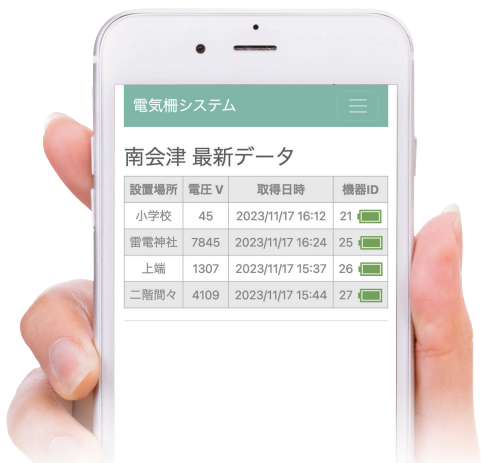 電気柵システム
南会津 最新データ
設置場所 電圧 V 取得日時 機器ID
小学校 45 2023/11/17 16:12 21
雷電神社 7845 2023/11/17 16:24 25
上端 1307 2023/11/17 15:37 26
二階間々 4109 2023/11/17 15:44 27